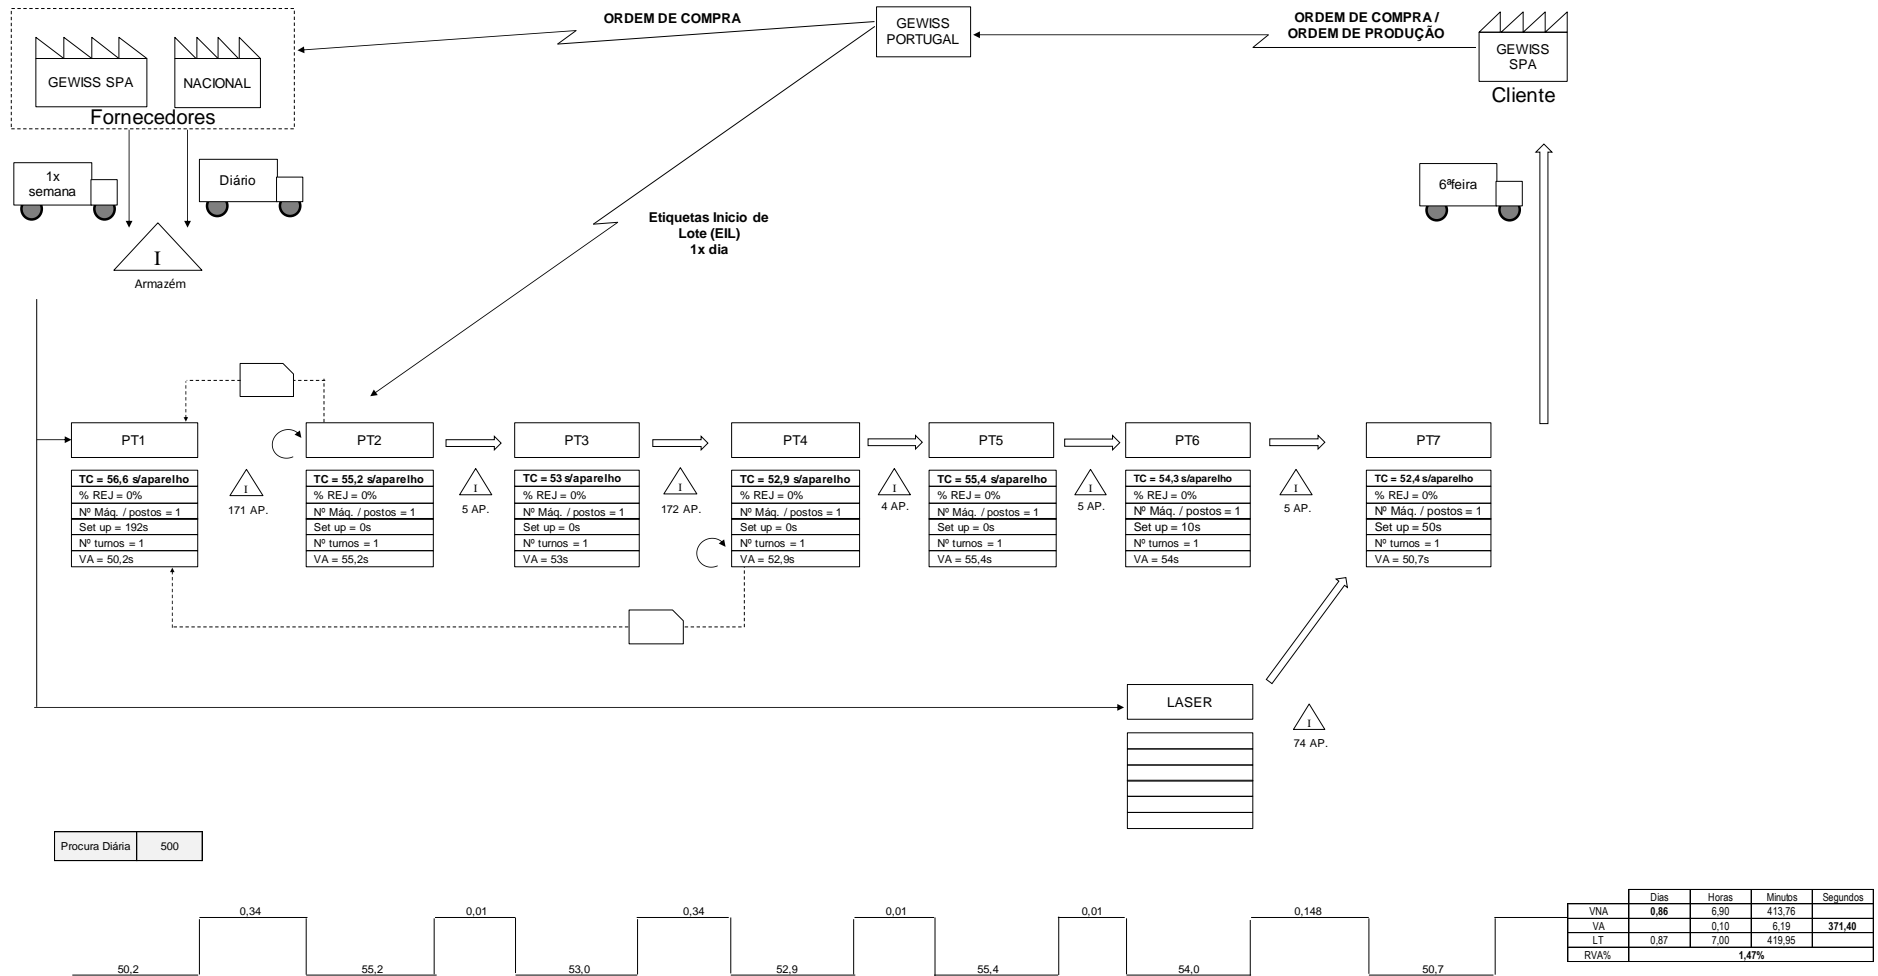 ORDEM DE COMPRA
GEWISS
PORTUGAL
ORDEM DE COMPRA /
ORDEM DE PRODUÇÃO
GEWISS
SPA
Cliente
GEWISS SPA
NACIONAL
Fornecedores
1x
semana
Diário
6ªfeira
I
Armazém
Etiquetas Inicio de
Lote (EIL)
1x dia
PT1
TC = 56,6 s/aparelho
% REJ = 0%
Nº Máq. / postos = 1
Set up = 192s
Nº turnos = 1
VA = 50,2s
I
171 AP.
PT2
TC = 55,2 s/aparelho
% REJ = 0%
Nº Máq. / postos = 1
Set up = 0s
Nº turnos = 1
VA = 55,2s
I
5 AP.
PT3
TC = 53 s/aparelho
% REJ = 0%
Nº Máq. / postos = 1
Set up = 0s
Nº turnos = 1
VA = 53s
I
172 AP.
PT4
TC = 52,9 s/aparelho
% REJ = 0%
Nº Máq. / postos = 1
Set up = 0s
Nº turnos = 1
VA = 52,9s
I
4 AP.
PT5
TC = 55,4 s/aparelho
% REJ = 0%
Nº Máq. / postos = 1
Set up = 0s
Nº turnos = 1
VA = 55,4s
I
5 AP.
PT6
TC = 54,3 s/aparelho
% REJ = 0%
Nº Máq. / postos = 1
Set up = 10s
Nº turnos = 1
VA = 54s
I
5 AP.
PT7
TC = 52,4 s/aparelho
% REJ = 0%
Nº Máq. / postos = 1
Set up = 50s
Nº turnos = 1
VA = 50,7s
LASER
I
74 AP.
Procura Diária 500
0,34 0,01 0,34 0,01 0,01 0,148
50,2 55,2 53,0 52,9 55,4 54,0 50,7
Dias Horas Minutos Segundos
VNA 0,86 6,90 413,76
VA 0,10 6,19 371,40
LT 0,87 7,00 419,95
RVA% 1,47%